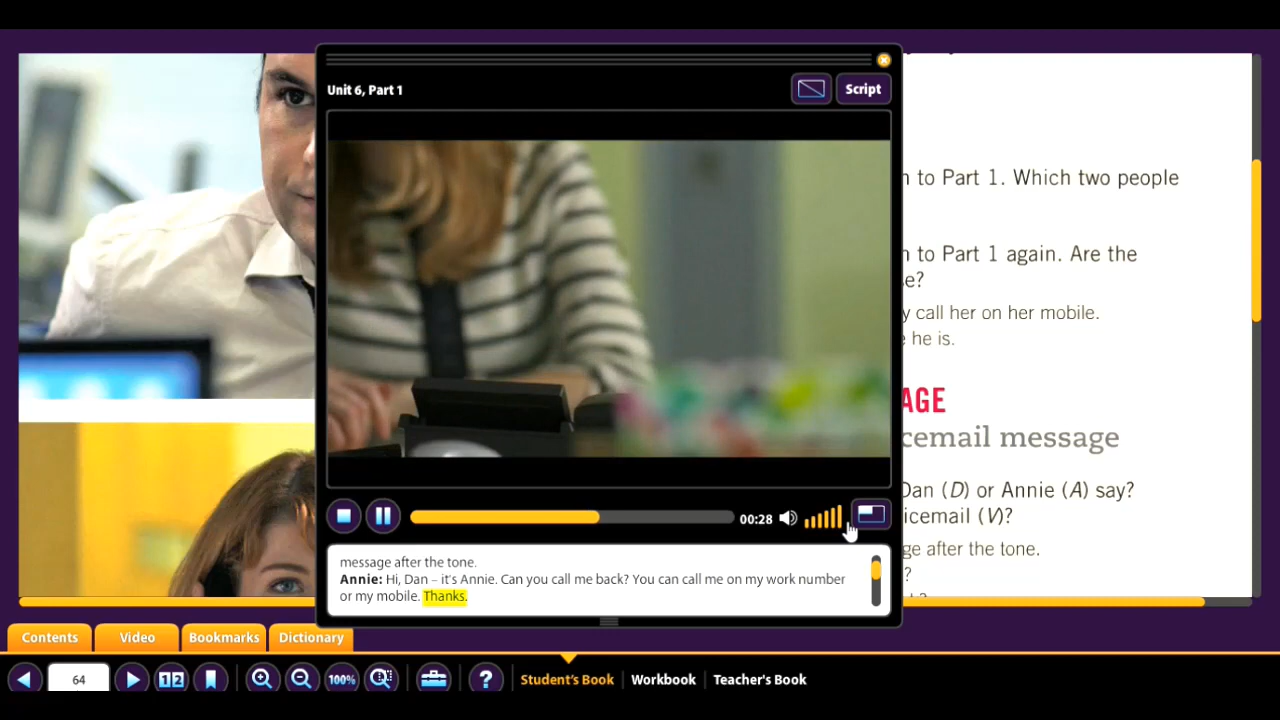 Unit 6, Part 1
Script
00:28
message after the tone.
Annie: Hi, Dan – it's Annie. Can you call me back? You can call me on my work number
or my mobile. Thanks.
to Part 1. Which two people
to Part 1 again. Are the
call her on her mobile.
he is.
AGE
cemail message
Dan (D) or Annie (A) say?
icemail (V)?
ge after the tone.
?
Contents
Video
Bookmarks
Dictionary
64
12
100%
?
Student's Book
Workbook
Teacher's Book